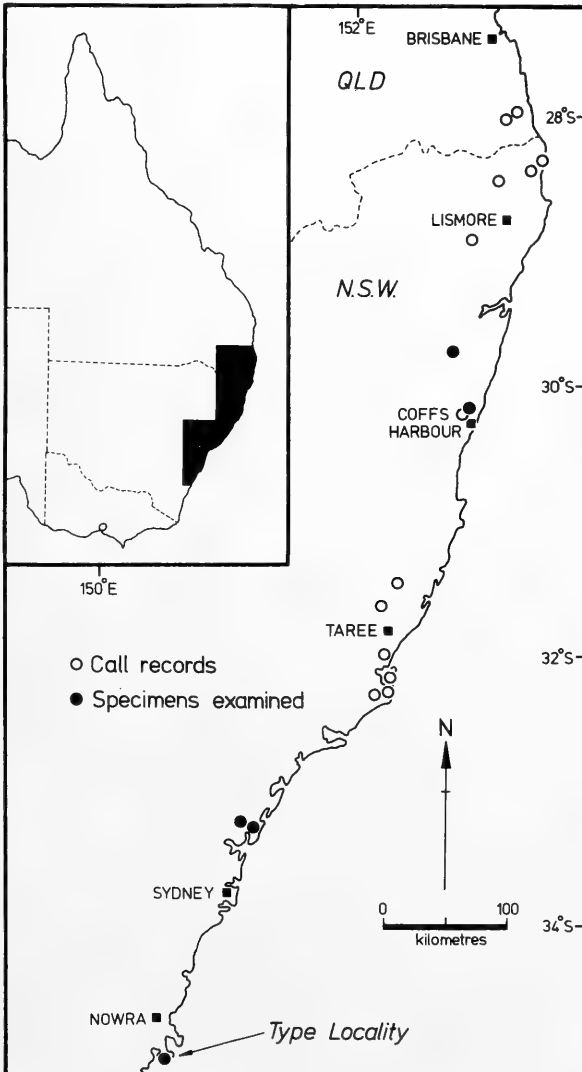 152°E
BRISBANE
QLD
28°S
LISMORE
N.S.W.
30°S
COFFS
HARBOUR
150°E
TAREE
32°S
Call records
Specimens examined
N
SYDNEY
0 100
kilometres
34°S
NOWRA
Type Locality